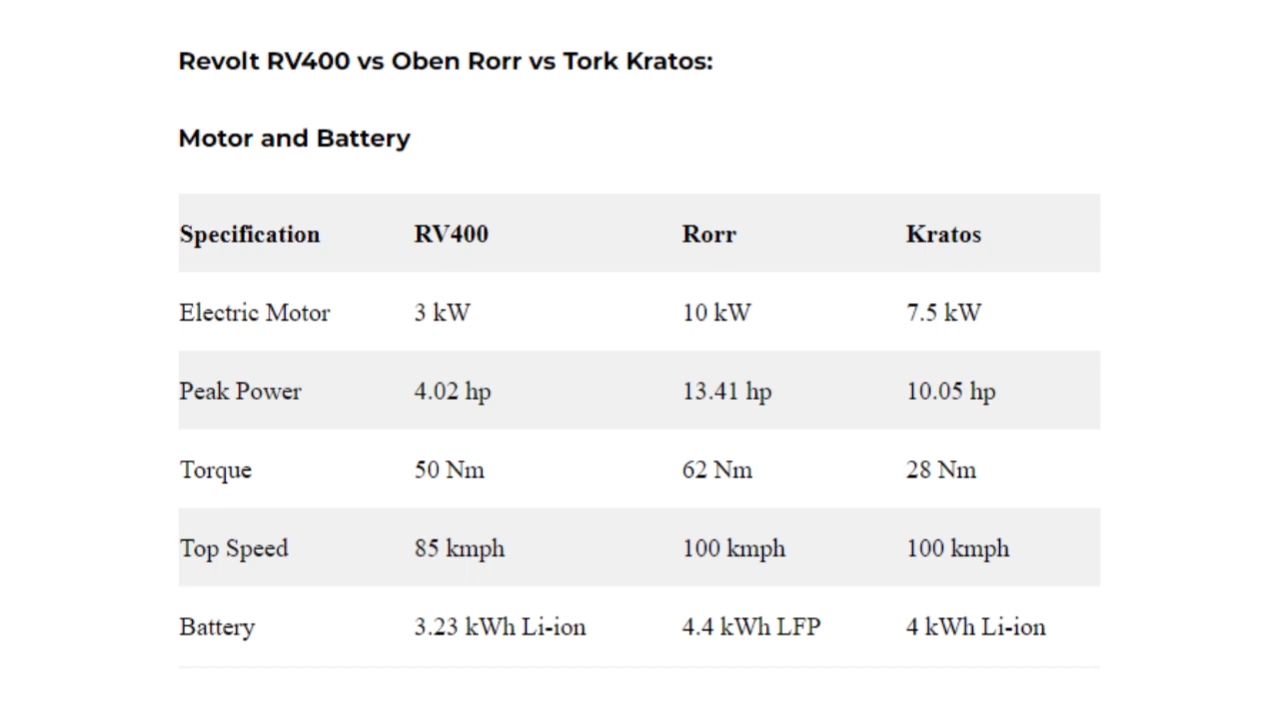 Revolt RV400 vs Oben Rorr vs Tork Kratos:
Motor and Battery
Specification RV400 Rorr Kratos
Electric Motor 3 kW 10 kW 7.5 kW
Peak Power 4.02 hp 13.41 hp 10.05 hp
Torque 50 Nm 62 Nm 28 Nm
Top Speed 85 kmph 100 kmph 100 kmph
Battery 3.23 kWh Li-ion 4.4 kWh LFP 4 kWh Li-ion